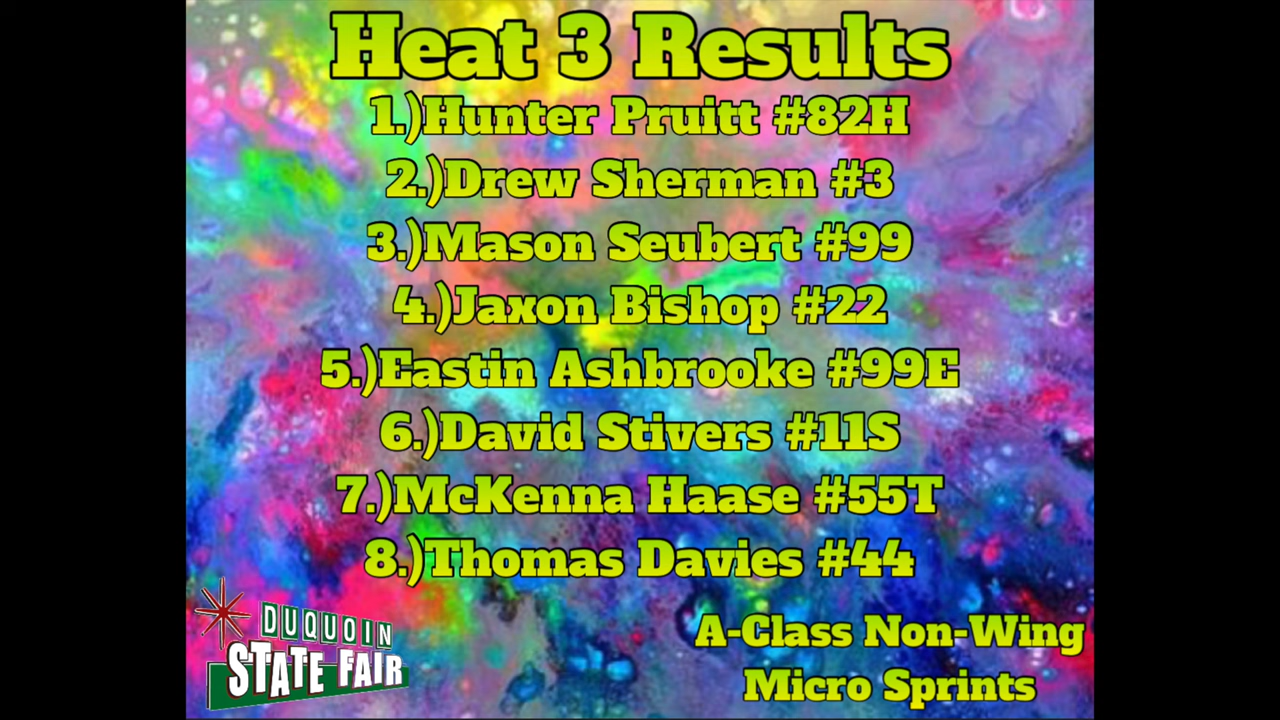 Heat 3 Results
1.)Hunter Pruitt #82H
2.)Drew Sherman #3
3.)Mason Seubert #99
4.)Jaxon Bishop #22
5.)Eastin Ashbrooke #99E
6.)David Stivers #11S
7.)McKenna Haase #55T
8.)Thomas Davies #44
DUQUOIN
STATE FAIR
A-Class Non-Wing
Micro Sprints